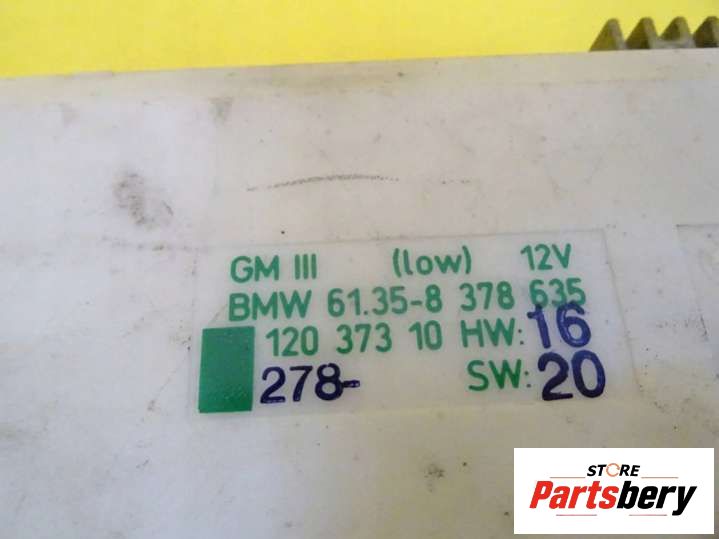 GM III (low) 12V
BMW 61.35-8 378 635
120 373 10 HW: 16
278- SW: 20
STORE
Partsbery